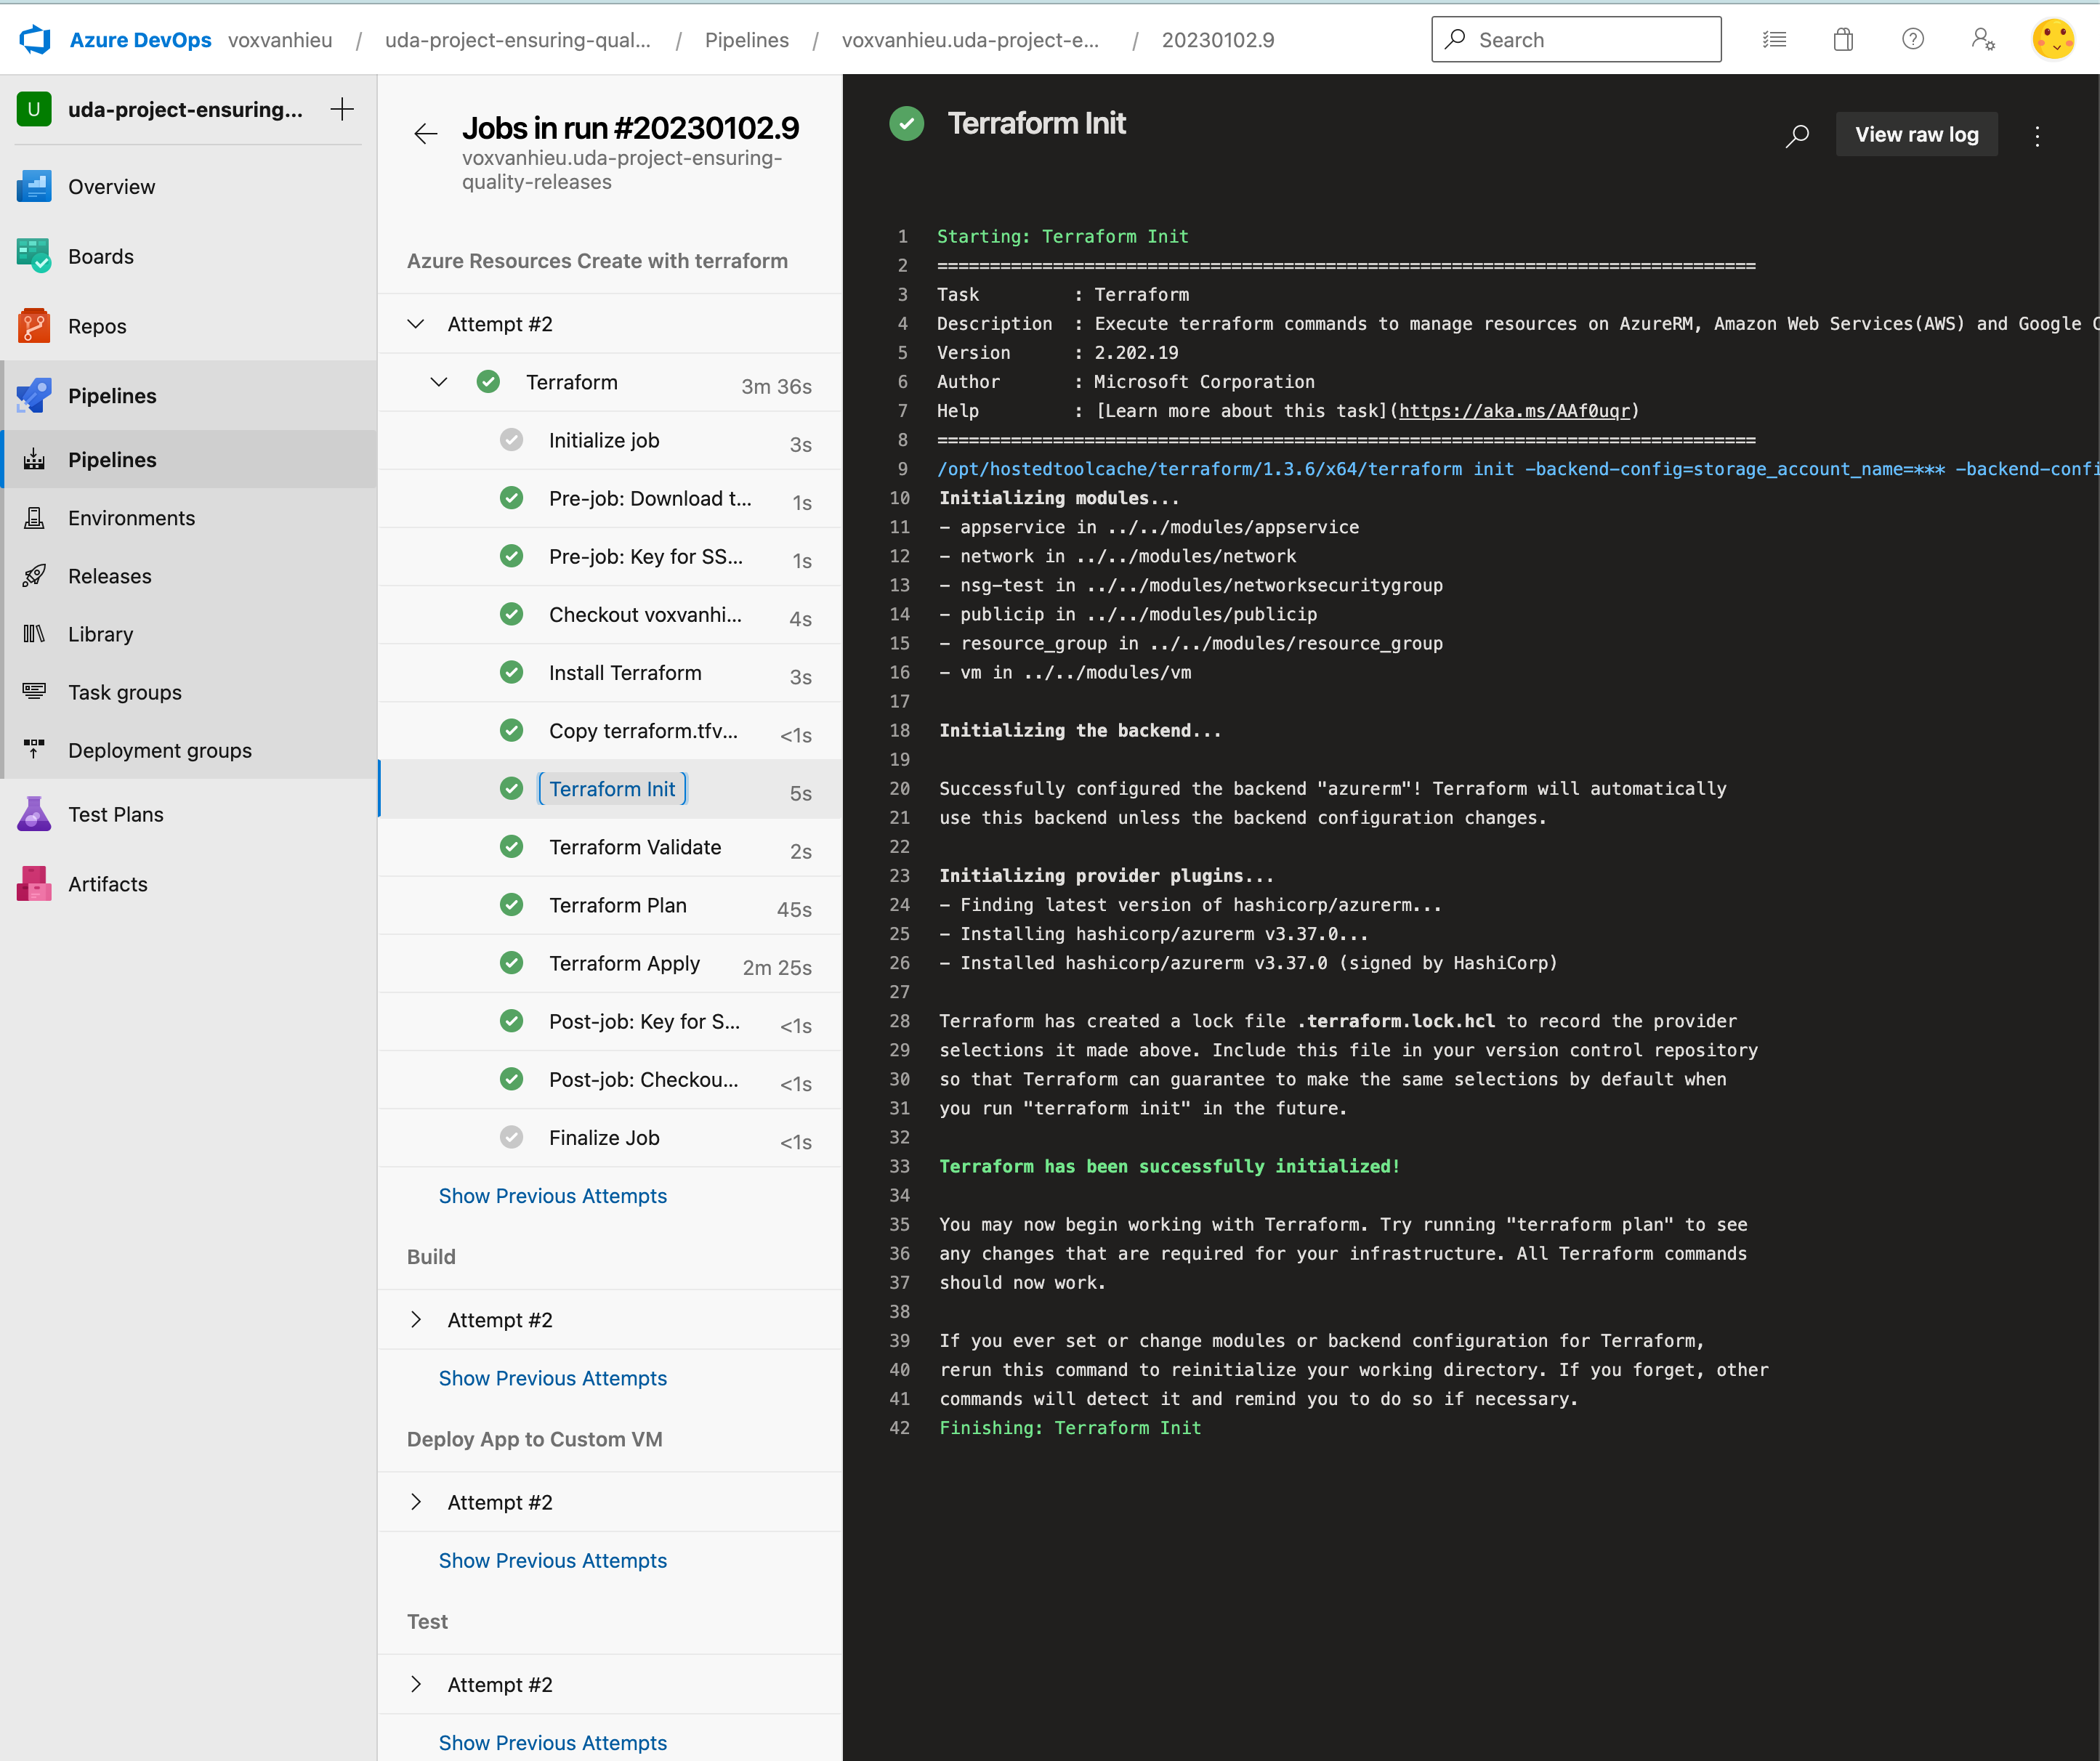 Azure DevOps voxvanhieu / uda-project-ensuring-qual... / Pipelines / voxvanhieu.uda-project-e... / 20230102.9 Search
U uda-project-ensuring...
Overview
Boards
Repos
Pipelines
Pipelines
Environments
Releases
Library
Task groups
Deployment groups
Test Plans
Artifacts
Jobs in run #20230102.9
voxvanhieu.uda-project-ensuring-
quality-releases
Azure Resources Create with terraform
Attempt #2
Terraform 3m 36s
Initialize job 3s
Pre-job: Download t... 1s
Pre-job: Key for SS... 1s
Checkout voxvanhi... 4s
Install Terraform 3s
Copy terraform.tfv... <1s
Terraform Init 5s
Terraform Validate 2s
Terraform Plan 45s
Terraform Apply 2m 25s
Post-job: Key for S... <1s
Post-job: Checkou... <1s
Finalize Job <1s
Show Previous Attempts
Build
Attempt #2
Show Previous Attempts
Deploy App to Custom VM
Attempt #2
Show Previous Attempts
Test
Attempt #2
Show Previous Attempts
Terraform Init
View raw log
1 Starting: Terraform Init
2 ==============================================================================
3 Task : Terraform
4 Description : Execute terraform commands to manage resources on AzureRM, Amazon Web Services(AWS) and Google
5 Version : 2.202.19
6 Author : Microsoft Corporation
7 Help : [Learn more about this task](https://aka.ms/AAf0uqr)
8 ==============================================================================
9 /opt/hostedtoolcache/terraform/1.3.6/x64/terraform init -backend-config=storage_account_name=*** -backend-confi
10 Initializing modules...
11 - appservice in ../../modules/appservice
12 - network in ../../modules/network
13 - nsg-test in ../../modules/networksecuritygroup
14 - publicip in ../../modules/publicip
15 - resource_group in ../../modules/resource_group
16 - vm in ../../modules/vm
17
18 Initializing the backend...
19
20 Successfully configured the backend "azurerm"! Terraform will automatically
21 use this backend unless the backend configuration changes.
22
23 Initializing provider plugins...
24 - Finding latest version of hashicorp/azurerm...
25 - Installing hashicorp/azurerm v3.37.0...
26 - Installed hashicorp/azurerm v3.37.0 (signed by HashiCorp)
27
28 Terraform has created a lock file .terraform.lock.hcl to record the provider
29 selections it made above. Include this file in your version control repository
30 so that Terraform can guarantee to make the same selections by default when
31 you run "terraform init" in the future.
32
33 Terraform has been successfully initialized!
34
35 You may now begin working with Terraform. Try running "terraform plan" to see
36 any changes that are required for your infrastructure. All Terraform commands
37 should now work.
38
39 If you ever set or change modules or backend configuration for Terraform,
40 rerun this command to reinitialize your working directory. If you forget, other
41 commands will detect it and remind you to do so if necessary.
42 Finishing: Terraform Init